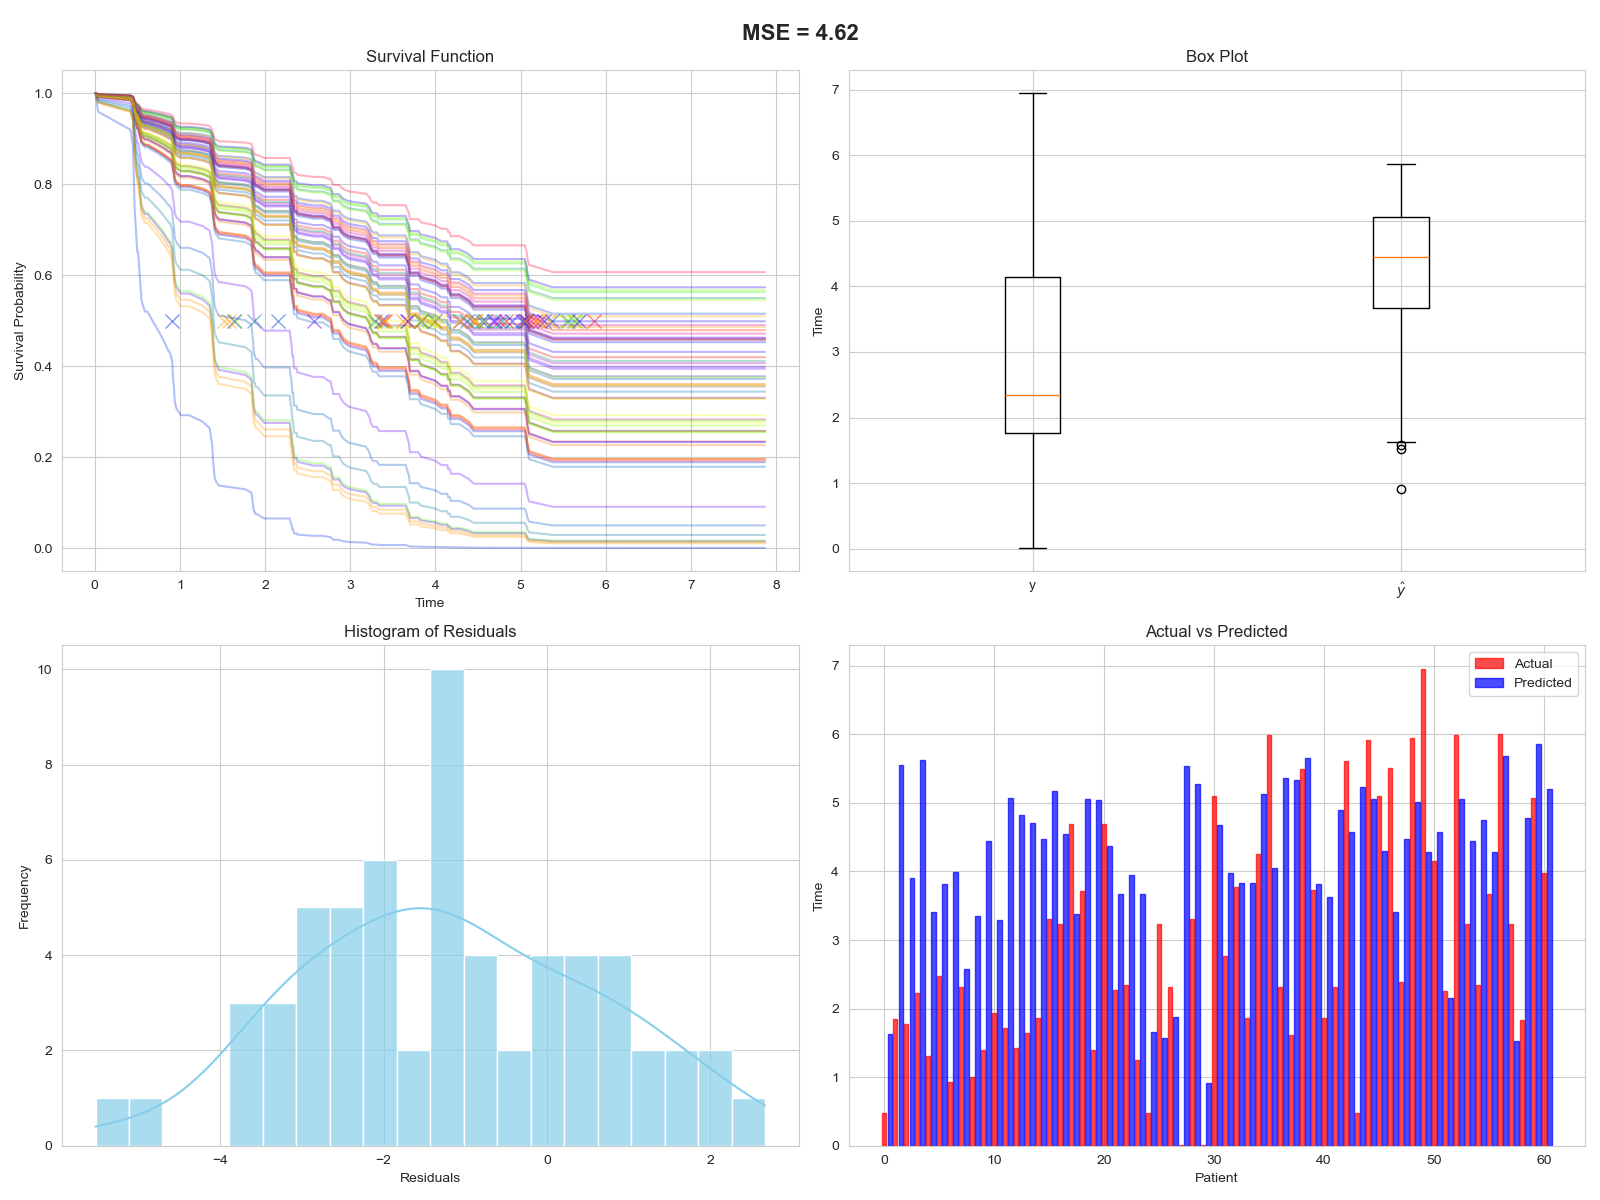 MSE = 4.62
Survival Function
1.0
0.8
0.6
0.4
0.2
0.0
Survival Probability
0 1 2 3 4 5 6 7 8
Time
Box Plot
7
6
5
4
3
2
1
0
Time
y ŷ
Histogram of Residuals
10
8
6
4
2
0
Frequency
−4 −2 0 2
Residuals
Actual vs Predicted
7
6
5
4
3
2
1
0
Time
Actual
Predicted
0 10 20 30 40 50 60
Patient